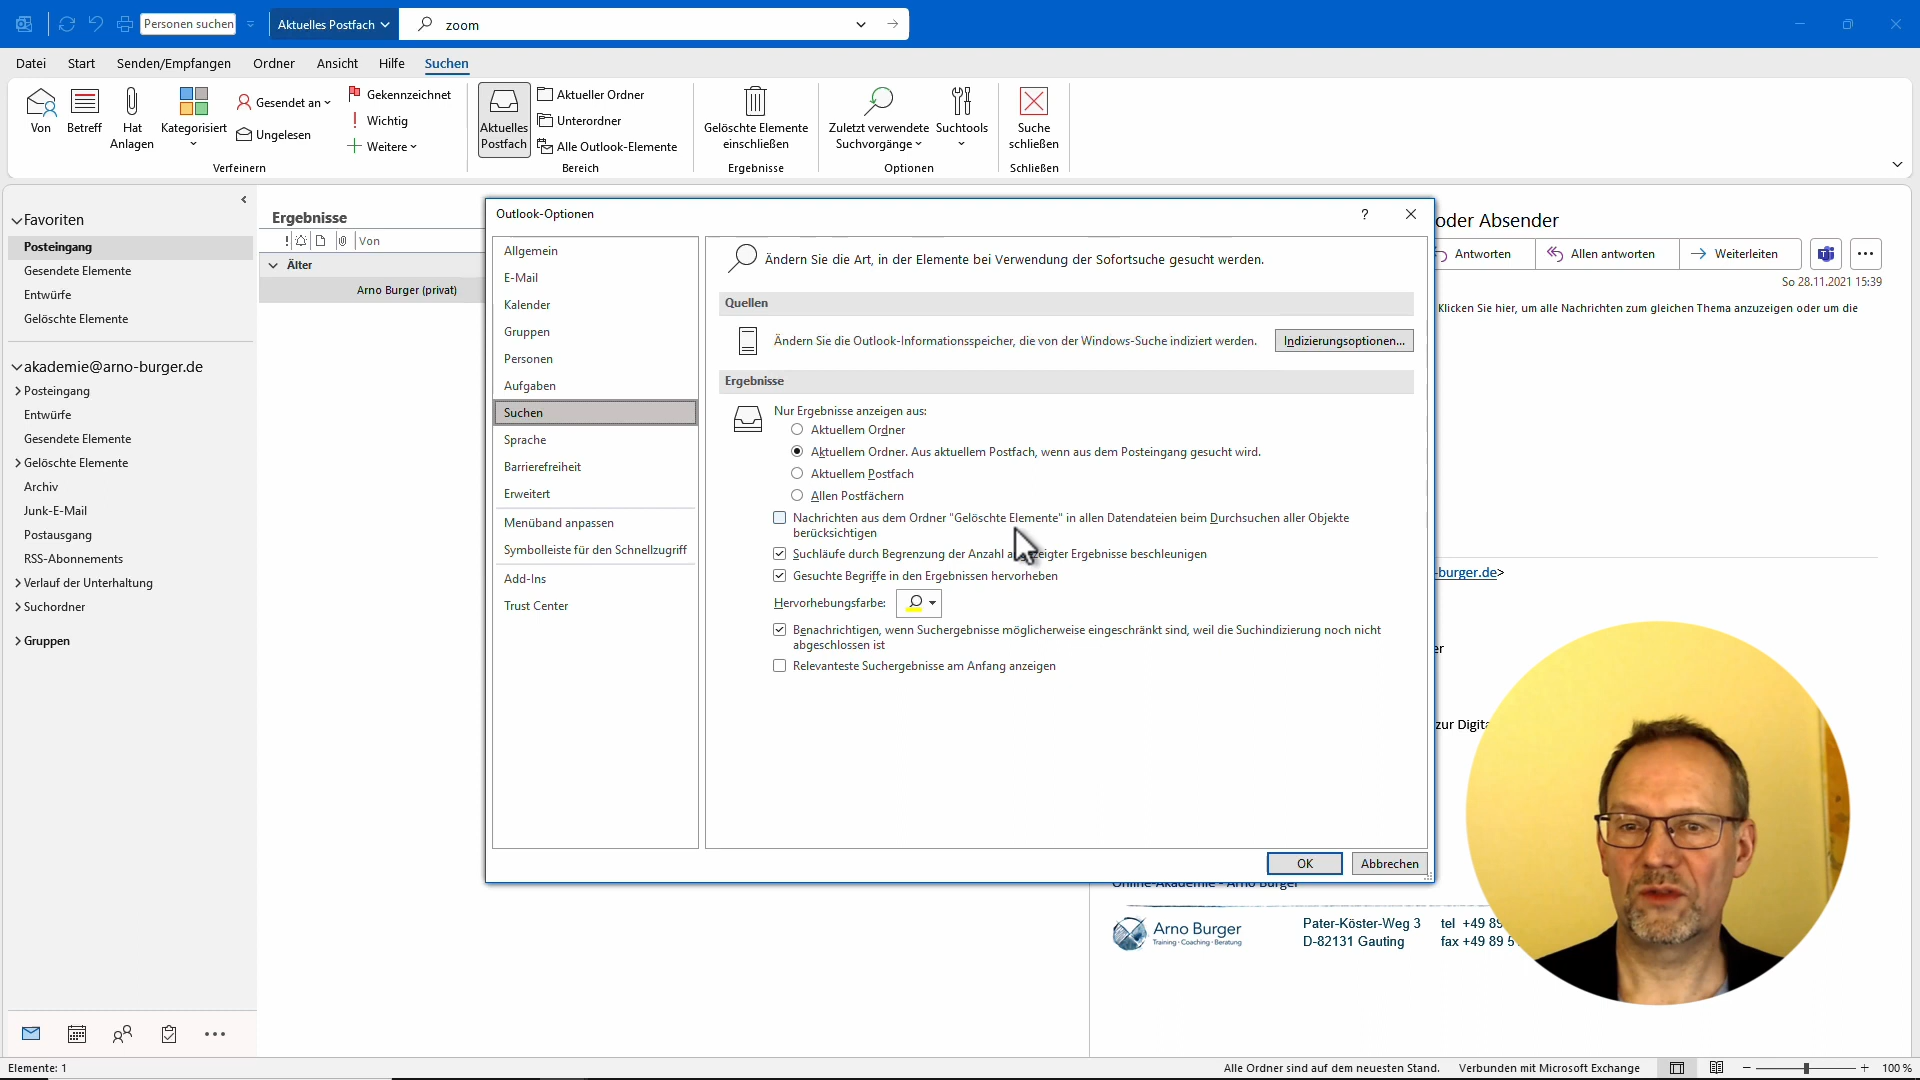 Personen suchen
Aktuelles Postfach
zoom
Datei
Start
Senden/Empfangen
Ordner
Ansicht
Hilfe
Suchen
Von
Betreff
Hat Anlagen
Kategorisiert
Gesendet an
Ungelesen
Gekennzeichnet
Wichtig
Weitere
Verfeinern
Aktuelles Postfach
Aktueller Ordner
Unterordner
Alle Outlook-Elemente
Bereich
Gelöschte Elemente einschließen
Ergebnisse
Zuletzt verwendete Suchvorgänge
Suchtools
Optionen
Suche schließen
Schließen
Favoriten
Posteingang
Gesendete Elemente
Entwürfe
Gelöschte Elemente
akademie@arno-burger.de
Posteingang
Entwürfe
Gesendete Elemente
Gelöschte Elemente
Archiv
Junk-E-Mail
Postausgang
RSS-Abonnements
Verlauf der Unterhaltung
Suchordner
Gruppen
Ergebnisse
Von
Älter
Arno Burger (privat)
Outlook-Optionen
?
Allgemein
E-Mail
Kalender
Gruppen
Personen
Aufgaben
Suchen
Sprache
Barrierefreiheit
Erweitert
Menüband anpassen
Symbolleiste für den Schnellzugriff
Add-Ins
Trust Center
Ändern Sie die Art, in der Elemente bei Verwendung der Sofortsuche gesucht werden.
Quellen
Ändern Sie die Outlook-Informationsspeicher, die von der Windows-Suche indiziert werden.
Indizierungsoptionen...
Ergebnisse
Nur Ergebnisse anzeigen aus:
Aktuellem Ordner
Aktuellem Ordner. Aus aktuellem Postfach, wenn aus dem Posteingang gesucht wird.
Aktuellem Postfach
Allen Postfächern
Nachrichten aus dem Ordner "Gelöschte Elemente" in allen Datendateien beim Durchsuchen aller Objekte
berücksichtigen
Suchläufe durch Begrenzung der Anzahl a zeigter Ergebnisse beschleunigen
Gesuchte Begriffe in den Ergebnissen hervorheben
Hervorhebungsfarbe:
Benachrichtigen, wenn Suchergebnisse möglicherweise eingeschränkt sind, weil die Suchindizierung noch nicht
abgeschlossen ist
Relevanteste Suchergebnisse am Anfang anzeigen
OK
Abbrechen
oder Absender
Antworten
Allen antworten
Weiterleiten
So 28.11.2021 15:39
Klicken Sie hier, um alle Nachrichten zum gleichen Thema anzuzeigen oder um die
-burger.de>
er
zur Digita
Online-Akademie - Arno Burger
Arno Burger
Training · Coaching · Beratung
Pater-Köster-Weg 3
D-82131 Gauting
tel +49 89
fax +49 89 5
Elemente: 1
Alle Ordner sind auf dem neuesten Stand.
Verbunden mit Microsoft Exchange
100 %